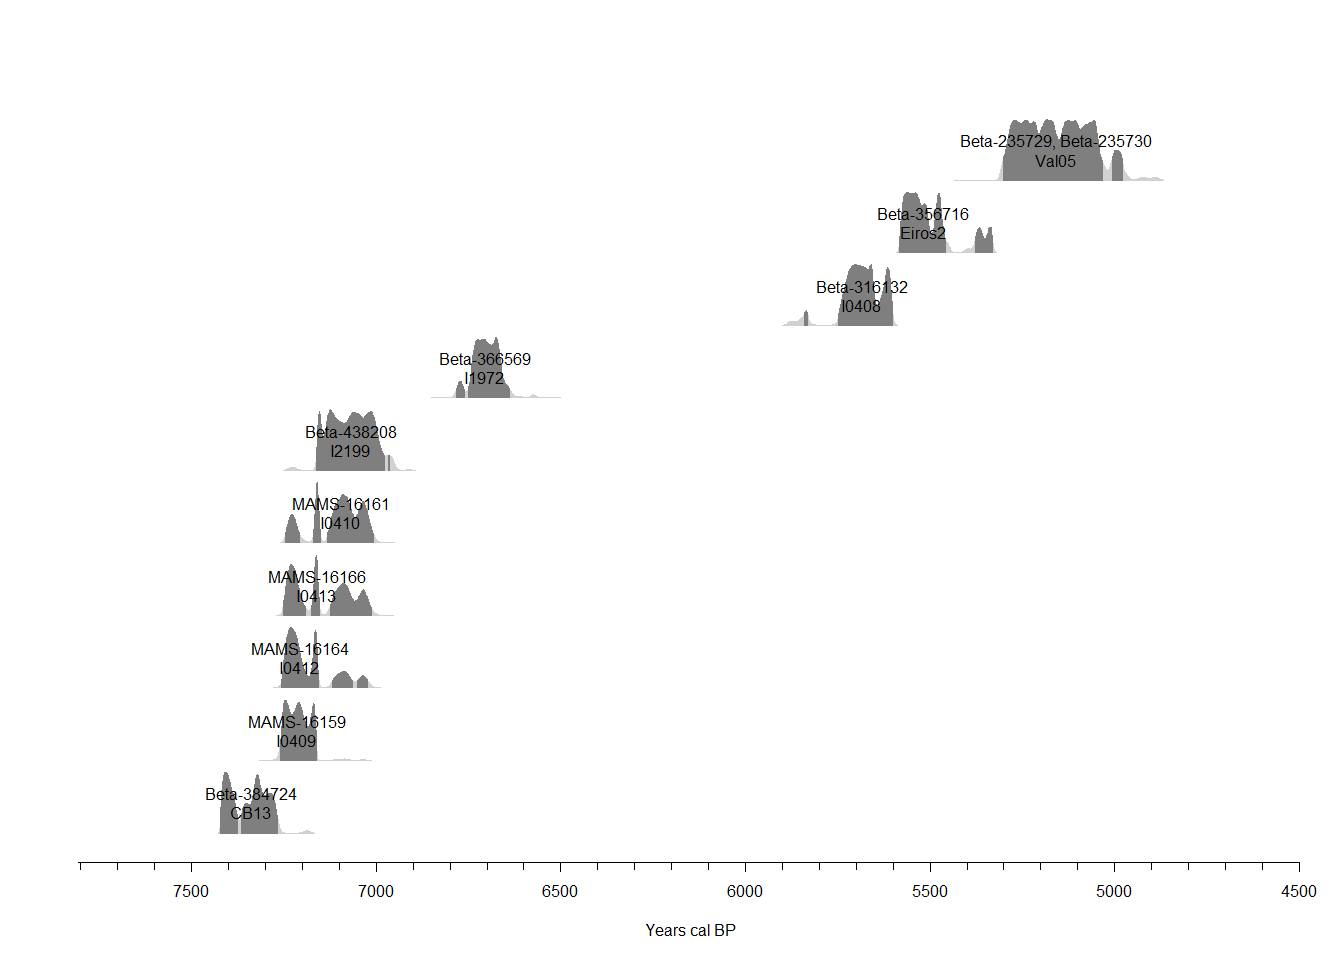 Beta-235729, Beta-235730
Val05
Beta-356716
Eiros2
Beta-316132
I0408
Beta-366569
I1972
Beta-438208
I2199
MAMS-16161
I0410
MAMS-16166
I0413
MAMS-16164
I0412
MAMS-16159
I0409
Beta-384724
CB13
7500 7000 6500 6000 5500 5000 4500
Years cal BP